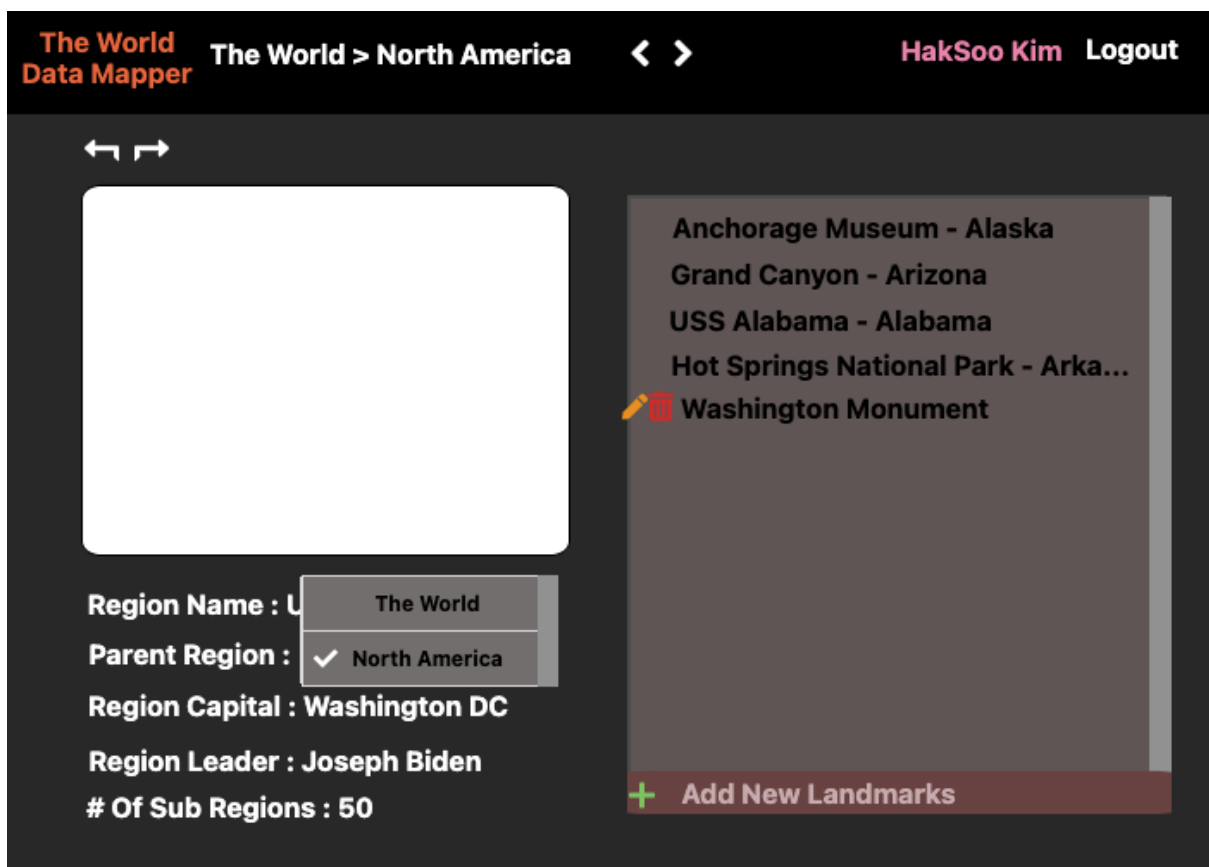 The World
Data Mapper
The World > North America
HakSoo Kim
Logout
Region Name : U
The World
Parent Region :
North America
Region Capital : Washington DC
Region Leader : Joseph Biden
# Of Sub Regions : 50
Anchorage Museum - Alaska
Grand Canyon - Arizona
USS Alabama - Alabama
Hot Springs National Park - Arka...
Washington Monument
Add New Landmarks